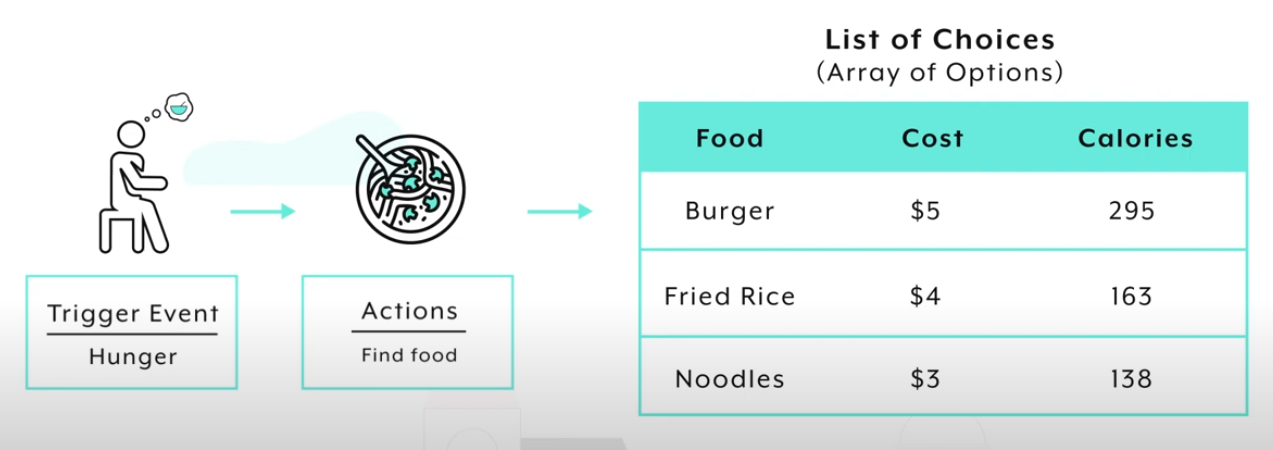 List of Choices
(Array of Options)
Food Cost Calories
Burger $5 295
Fried Rice $4 163
Noodles $3 138
Trigger Event
Hunger
Actions
Find food